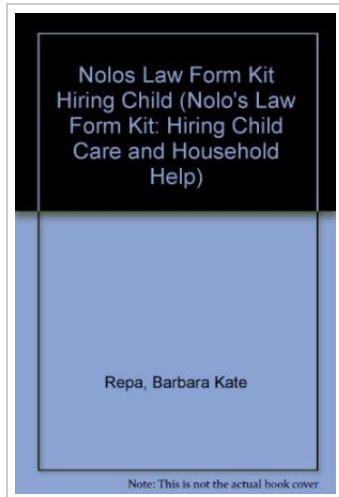 Nolos Law Form Kit
Hiring Child (Nolo's Law
Form Kit: Hiring Child
Care and Household
Help)
Repa, Barbara Kate
Note: This is not the actual book cover